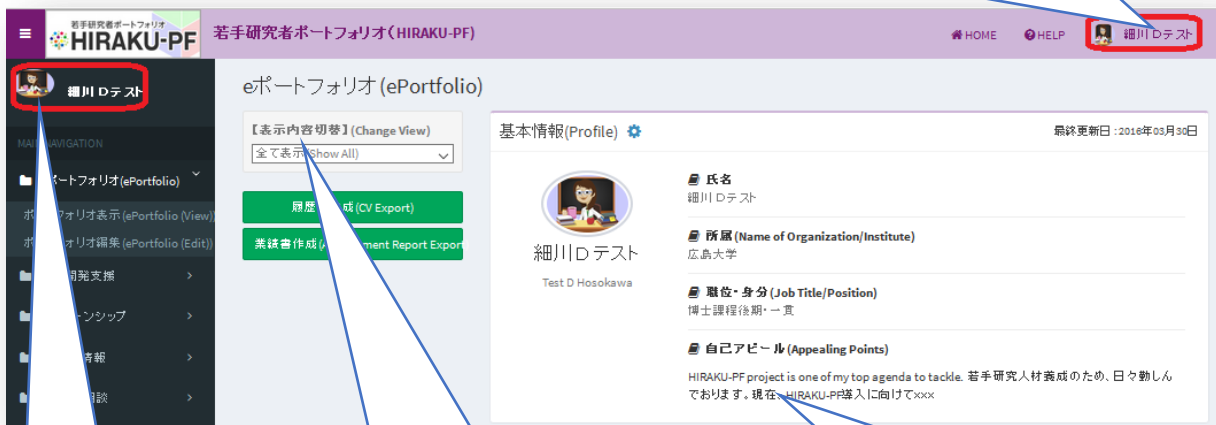 若手研究者ポートフォリオ
HIRAKU-PF
若手研究者ポートフォリオ(HIRAKU-PF)
HOME
HELP
細川 Dテスト
細川 Dテスト
NAVIGATION
ートフォリオ(ePortfolio)
フォリオ表示(ePortfolio (View))
ォリオ編集(ePortfolio (Edit))
開発支援
ンシップ
eポートフォリオ (ePortfolio)
【表示内容切替】(Change View)
全て表示(Show All)
履歴 成(CV Export)
業績書作成( ment Report Export
基本情報(Profile)
最終更新日:2016年03月30日
細川D テスト
Test D Hosokawa
氏名
細川 Dテスト
所属(Name of Organization/Institute)
広島大学
職位・身分(Job Title/Position)
博士課程後期・一貫
自己アピール(Appealing Points)
HIRAKU-PF project is one of my top agenda to tackle. 若手研究人材養成のため、日々勤しん
でおります。現在、HIRAKU-PF導入に向けてxxx